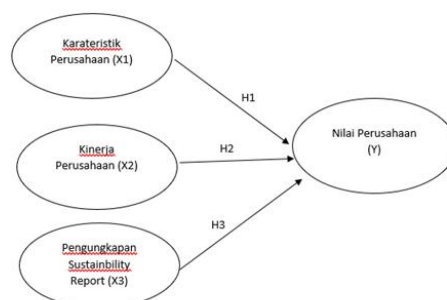 Karateristik
Perusahaan (X1)
H1
Nilai Perusahaan
(Y)
Kinerja
Perusahaan (X2)
H2
H3
Pengungkapan
Sustainbility
Report (X3)